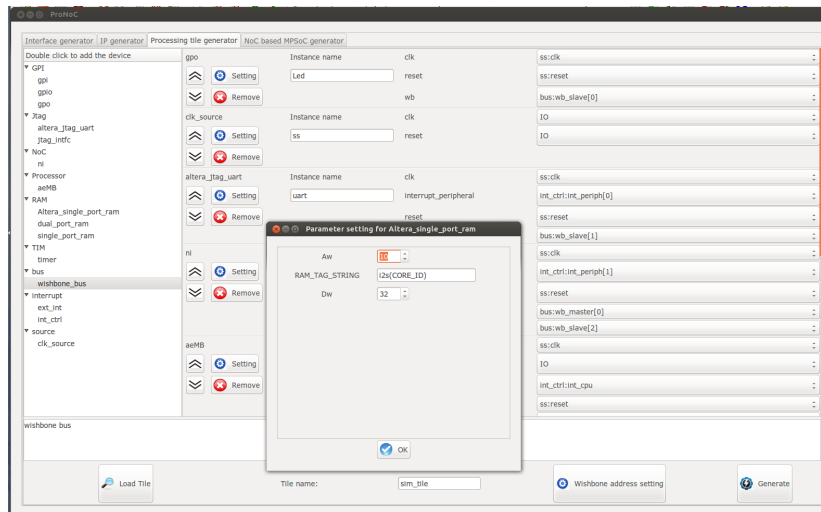 ProNoC
Interface generator IP generator Processing tile generator NoC based MPSoC generator
Double click to add the device
GPI
gpi
gpio
gpo
Jtag
altera_jtag_uart
jtag_intfc
NoC
ni
Processor
aeMB
RAM
Altera_single_port_ram
dual_port_ram
single_port_ram
TIM
timer
bus
wishbone_bus
interrupt
ext_int
int_ctrl
source
clk_source
gpo Instance name clk ss:clk
Setting Led reset ss:reset
Remove wb bus:wb_slave[0]
clk_source Instance name clk IO
Setting ss reset IO
Remove
altera_jtag_uart Instance name clk ss:clk
Setting uart interrupt_peripheral int_ctrl:int_periph[0]
Remove reset ss:reset
bus:wb_slave[1]
ni ss:clk
Setting int_ctrl:int_periph[1]
Remove ss:reset
bus:wb_master[0]
bus:wb_slave[2]
aeMB ss:clk
Setting IO
Remove int_ctrl:int_cpu
ss:reset
Parameter setting for Altera_single_port_ram
Aw 10
RAM_TAG_STRING i2s(CORE_ID)
Dw 32
OK
wishbone bus
Load Tile Tile name: sim_tile Wishbone address setting Generate